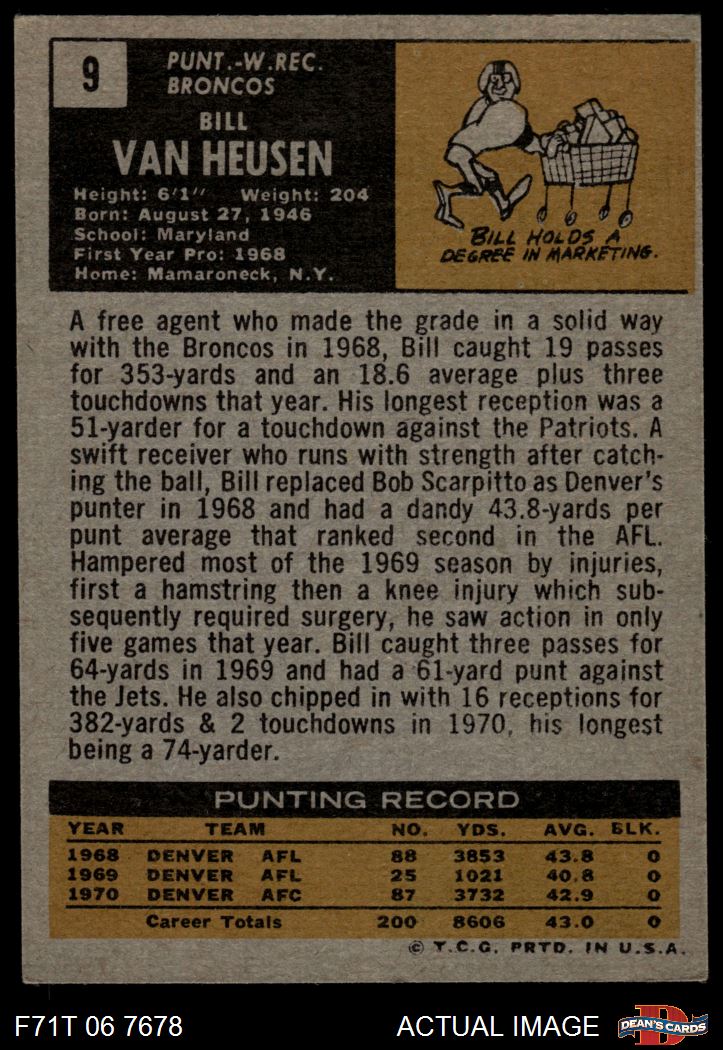 9
PUNT.-W.REC.
BRONCOS
BILL
VAN HEUSEN
Height: 6'1" Weight: 204
Born: August 27, 1946
School: Maryland
First Year Pro: 1968
Home: Mamaroneck, N.Y.
BILL HOLDS A
DEGREE IN MARKETING.
A free agent who made the grade in a solid way
with the Broncos in 1968, Bill caught 19 passes
for 353-yards and an 18.6 average plus three
touchdowns that year. His longest reception was a
51-yarder for a touchdown against the Patriots. A
swift receiver who runs with strength after catch-
ing the ball, Bill replaced Bob Scarpitto as Denver's
punter in 1968 and had a dandy 43.8-yards per
punt average that ranked second in the AFL.
Hampered most of the 1969 season by injuries,
first a hamstring then a knee injury which sub-
sequently required surgery, he saw action in only
five games that year. Bill caught three passes for
64-yards in 1969 and had a 61-yard punt against
the Jets. He also chipped in with 16 receptions for
382-yards & 2 touchdowns in 1970, his longest
being a 74-yarder.
PUNTING RECORD
YEAR TEAM NO. YDS. AVG. BLK.
1968 DENVER AFL 88 3853 43.8 0
1969 DENVER AFL 25 1021 40.8 0
1970 DENVER AFC 87 3732 42.9 0
Career Totals 200 8606 43.0 0
© T.C.G. PRTD. IN U.S.A.
F71T 06 7678 ACTUAL IMAGE
D
DEAN'S CARDS